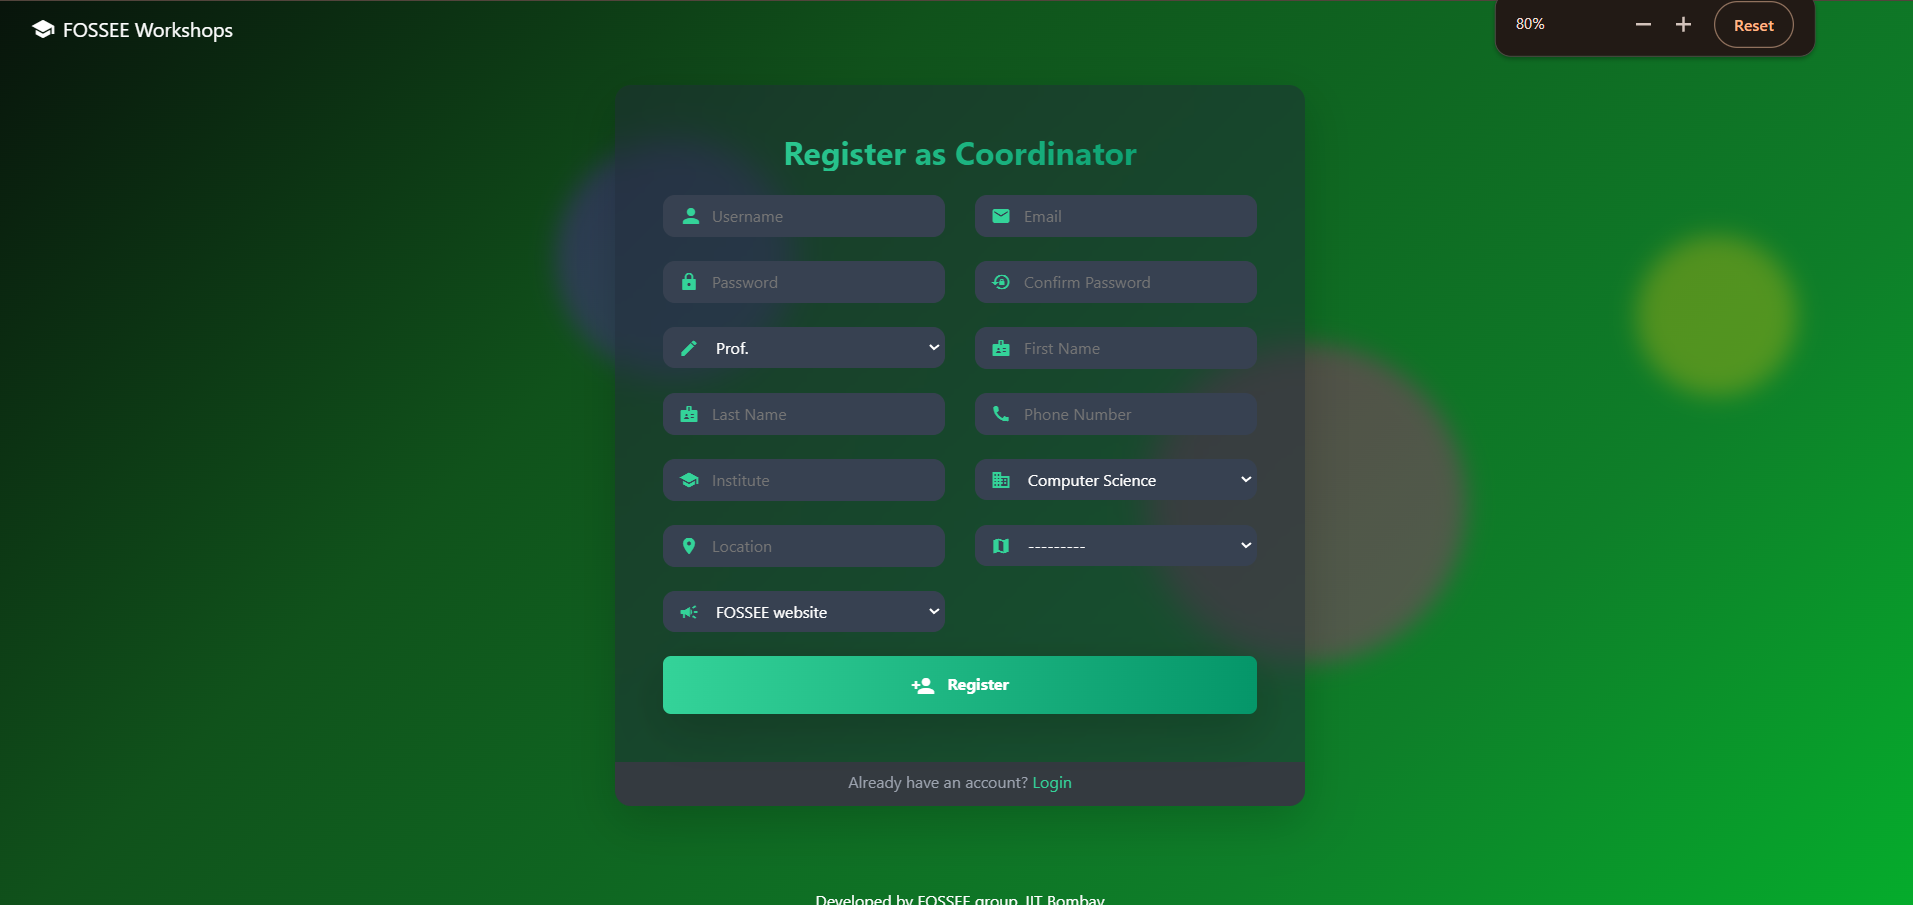 FOSSEE Workshops
80%
Reset
Register as Coordinator
Username
Email
Password
Confirm Password
Prof.
First Name
Last Name
Phone Number
Institute
Computer Science
Location
---------
FOSSEE website
Register
Already have an account? Login
Developed by FOSSEE group, IIT Bombay